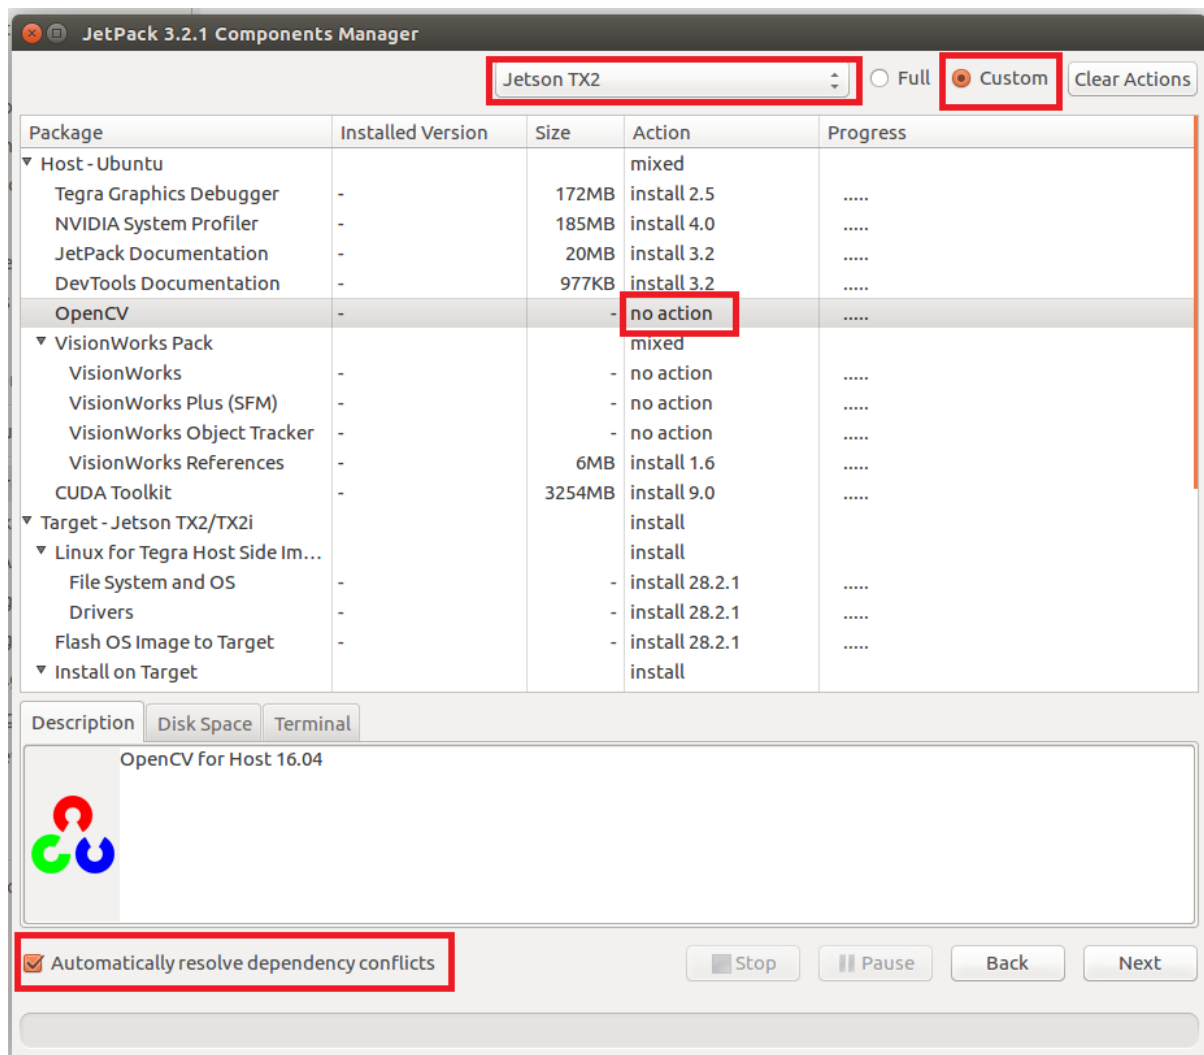 JetPack 3.2.1 Components Manager
Jetson TX2 Full Custom Clear Actions
Package Installed Version Size Action Progress
Host - Ubuntu mixed
Tegra Graphics Debugger - 172MB install 2.5 .....
NVIDIA System Profiler - 185MB install 4.0 .....
JetPack Documentation - 20MB install 3.2 .....
DevTools Documentation - 977KB install 3.2 .....
OpenCV - - no action .....
VisionWorks Pack mixed
VisionWorks - - no action .....
VisionWorks Plus (SFM) - - no action .....
VisionWorks Object Tracker - - no action .....
VisionWorks References - 6MB install 1.6 .....
CUDA Toolkit - 3254MB install 9.0 .....
Target - Jetson TX2/TX2i install
Linux for Tegra Host Side Im... install
File System and OS - - install 28.2.1 .....
Drivers - - install 28.2.1 .....
Flash OS Image to Target - - install 28.2.1 .....
Install on Target install
Description Disk Space Terminal
OpenCV for Host 16.04
Automatically resolve dependency conflicts Stop Pause Back Next